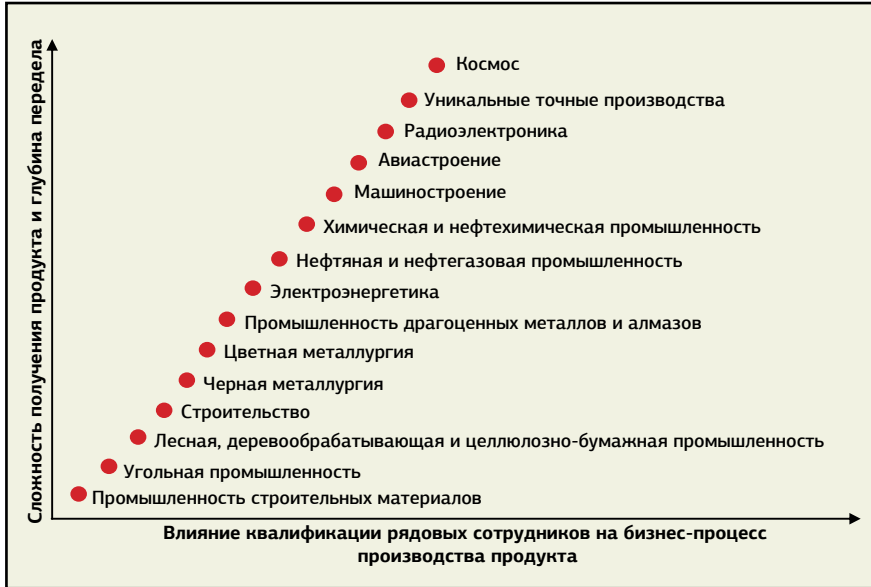 Сложность получения продукта и глубина передела
Космос
Уникальные точные производства
Радиоэлектроника
Авиастроение
Машиностроение
Химическая и нефтехимическая промышленность
Нефтяная и нефтегазовая промышленность
Электроэнергетика
Промышленность драгоценных металлов и алмазов
Цветная металлургия
Черная металлургия
Строительство
Лесная, деревообрабатывающая и целлюлозно-бумажная промышленность
Угольная промышленность
Промышленность строительных материалов
Влияние квалификации рядовых сотрудников на бизнес-процесс
производства продукта